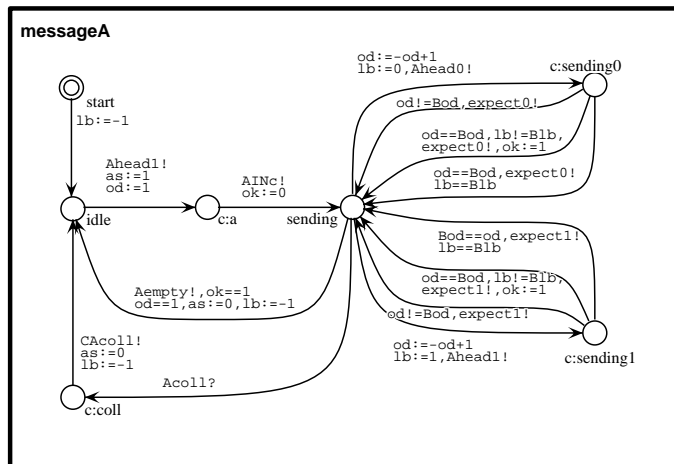 messageA
start
lb:=-1
Ahead1!
as:=1
od:=1
idle
c:a
AINc!
ok:=0
sending
od:=-od+1
lb:=0,Ahead0!
c:sending0
od!=Bod,expect0!
od==Bod,lb!=Blb,
expect0!,ok:=1
od==Bod,expect0!
lb==Blb
Bod==od,expect1!
lb==Blb
od==Bod,lb!=Blb,
expect1!,ok:=1
od!=Bod,expect1!
od:=-od+1
lb:=1,Ahead1!
c:sending1
Aempty!,ok==1
od==1,as:=0,lb:=-1
CAcoll!
as:=0
lb:=-1
Acoll?
c:coll